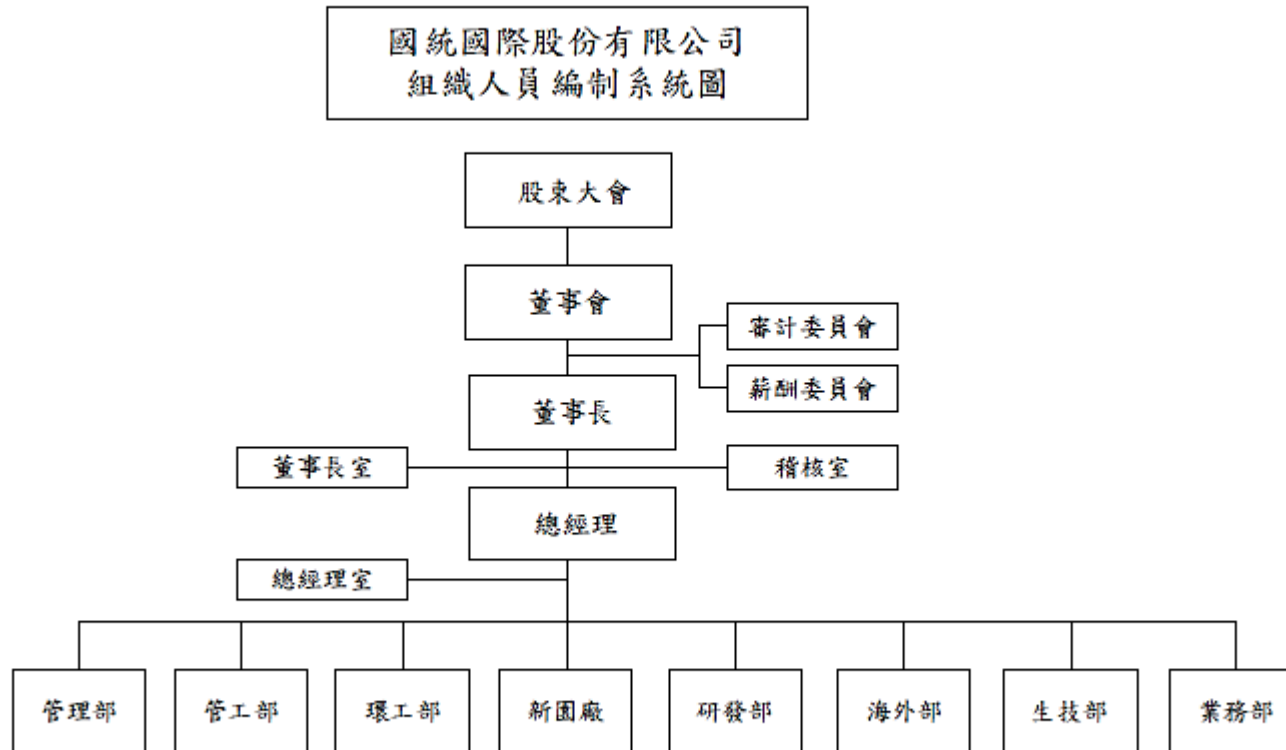 國統國際股份有限公司
組織人員編制系統圖
股東大會
董事會
審計委員會
薪酬委員會
董事長
董事長室
稽核室
總經理
總經理室
管理部
管工部
環工部
新園廠
研發部
海外部
生技部
業務部